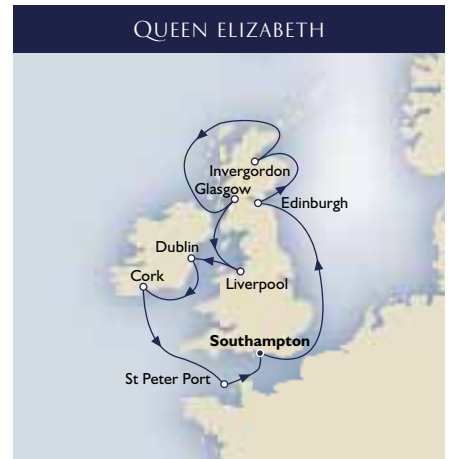 QUEEN ELIZABETH
Invergordon
Glasgow
Edinburgh
Dublin
Cork
Liverpool
Southampton
St Peter Port